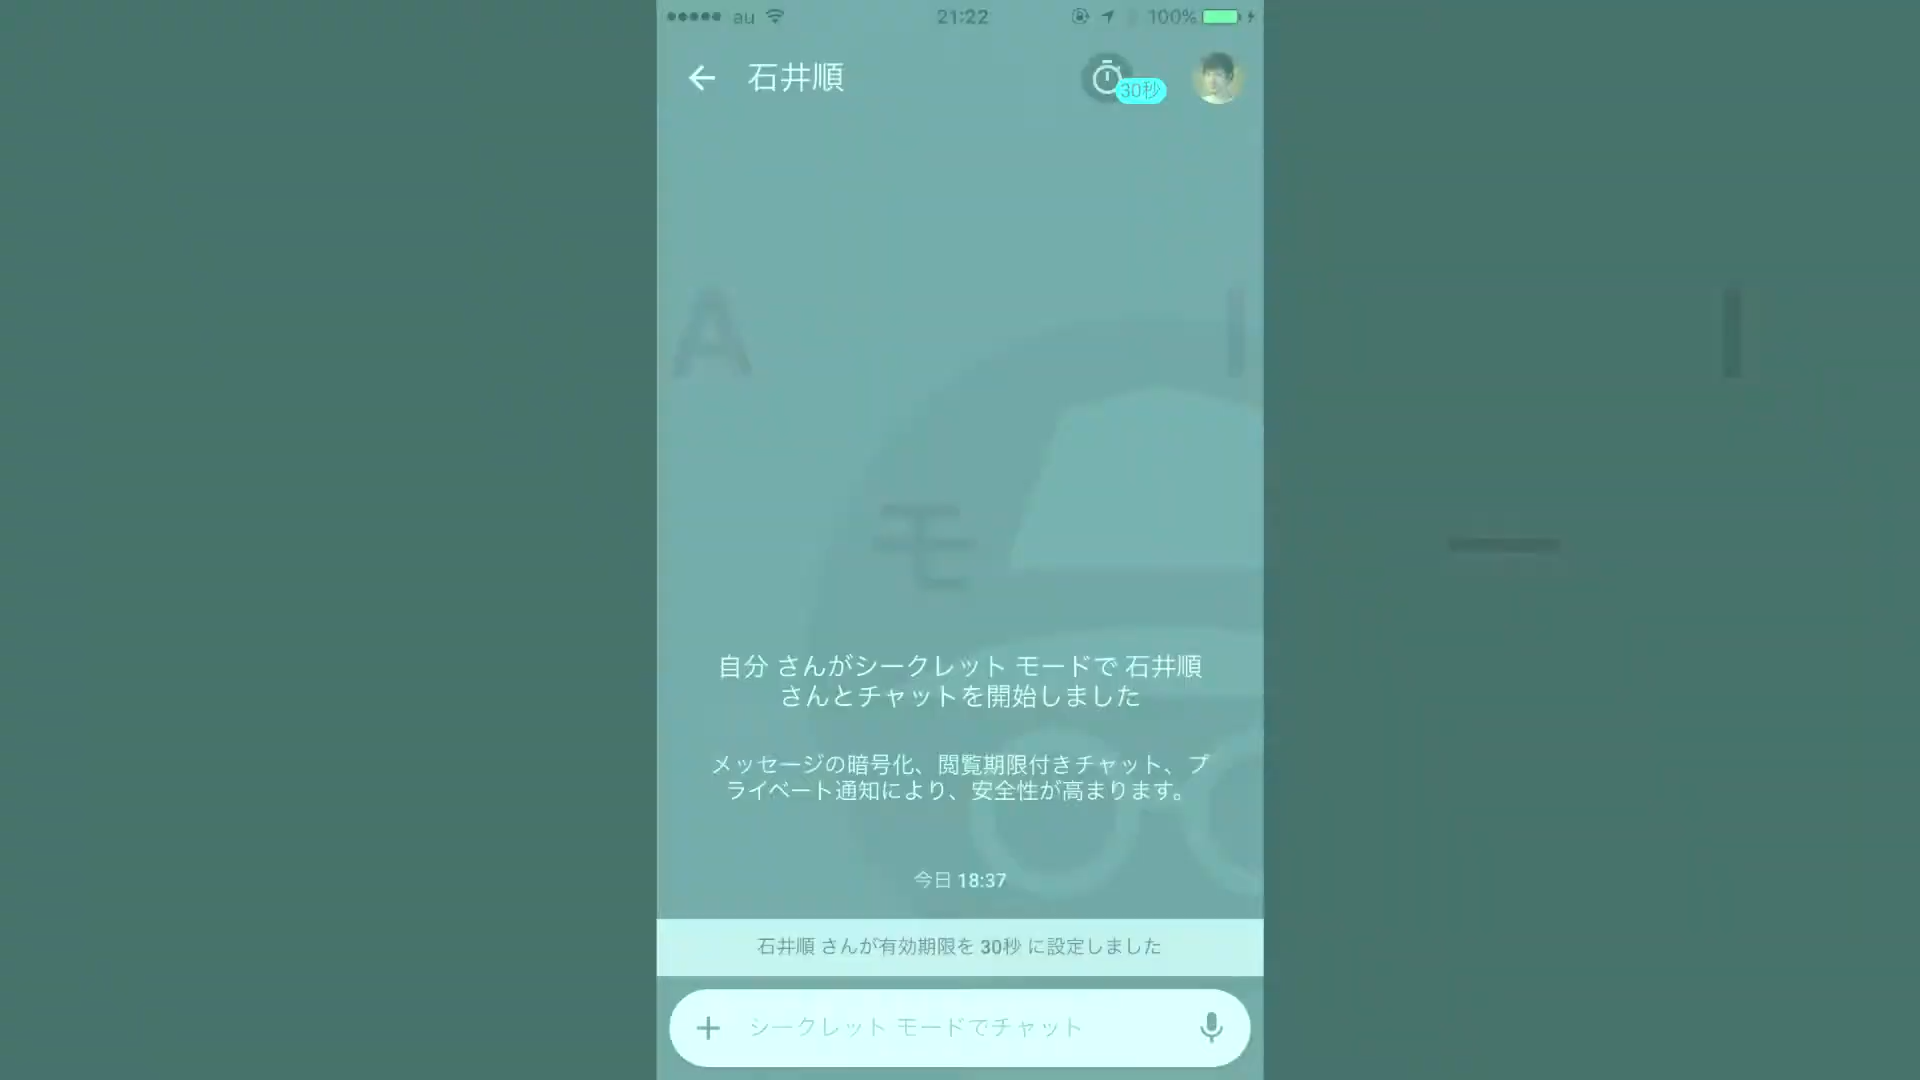 au 21:22 100%
石井順
30秒
A I I
モ ー
自分 さんがシークレット モードで 石井順
さんとチャットを開始しました
メッセージの暗号化、閲覧期限付きチャット、プ
ライベート通知により、安全性が高まります。
今日 18:37
石井順 さんが有効期限を 30秒 に設定しました
シークレット モードでチャット